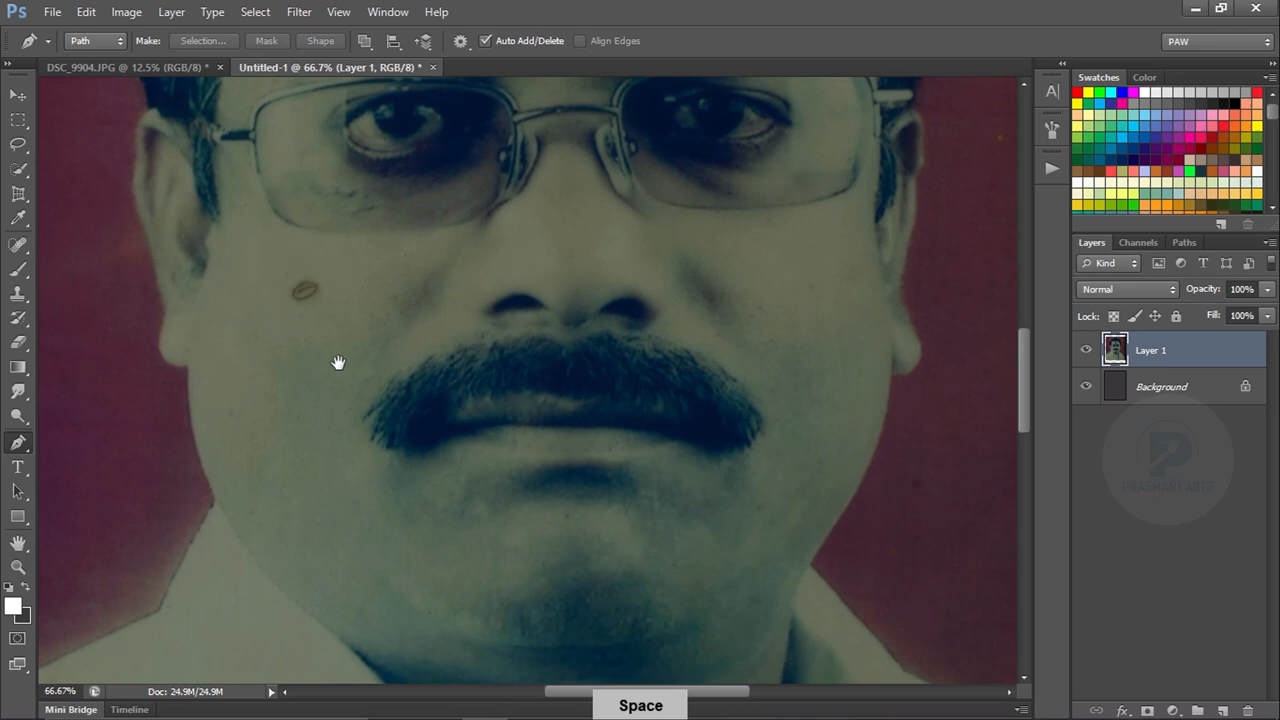 Ps File Edit Image Layer Type Select Filter View Window Help
Path Make: Selection... Mask Shape Auto Add/Delete Align Edges PAW
DSC_9904.JPG @ 12.5% (RGB/8) * × Untitled-1 @ 66.7% (Layer 1, RGB/8) * ×
Swatches Color
Layers Channels Paths
Kind
Normal Opacity: 100%
Lock: Fill: 100%
Layer 1
Background
PRASHANT ARTS
66.67% Doc: 24.9M/24.9M
Space
Mini Bridge Timeline